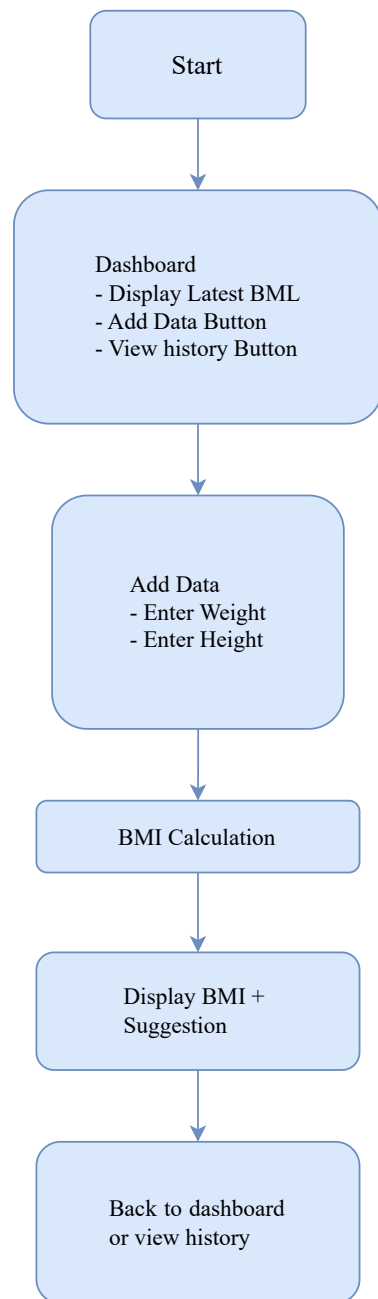 Start
Dashboard
- Display Latest BML
- Add Data Button
- View history Button
Add Data
- Enter Weight
- Enter Height
BMI Calculation
Display BMI +
Suggestion
Back to dashboard
or view history